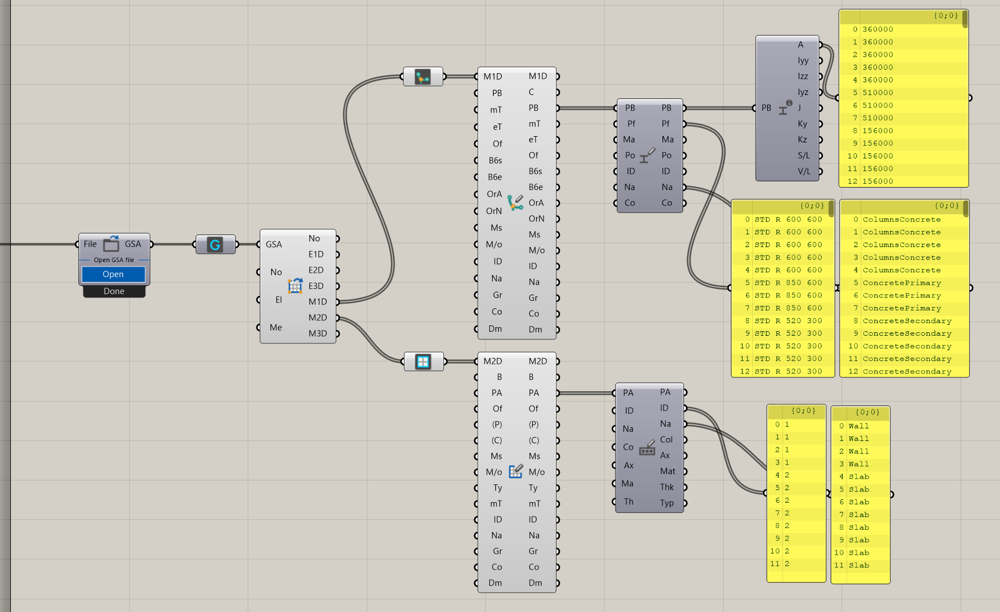 File GSA
Open GSA file
Open
Done
G
GSA
No
El
Me
No
E1D
E2D
E3D
M1D
M2D
M3D
M1D M1D
PB C
mT PB
eT mT
Of eT
B6s Of
B6e B6s
OrA B6e
OrN OrA
Ms OrN
M/o Ms
ID M/o
Na ID
Gr Na
Co Gr
Dm Co
Dm
M2D M2D
B B
PA PA
Of Of
(P) (P)
(C) (C)
Ms Ms
M/o M/o
Ty Ty
mT mT
ID ID
Na Na
Gr Gr
Co Co
Dm Dm
PB PB
Pf Pf
Ma Ma
Po Po
ID ID
Na Na
Co Co
PB
A
Iyy
Izz
Iyz
J
Ky
Kz
S/L
V/L
{0;0}
0 360000
1 360000
2 360000
3 360000
4 360000
5 510000
6 510000
7 510000
8 156000
9 156000
10 156000
11 156000
12 156000
{0;0}
0 STD R 600 600
1 STD R 600 600
2 STD R 600 600
3 STD R 600 600
4 STD R 600 600
5 STD R 850 600
6 STD R 850 600
7 STD R 850 600
8 STD R 520 300
9 STD R 520 300
10 STD R 520 300
11 STD R 520 300
12 STD R 520 300
{0;0}
0 ColumnsConcrete
1 ColumnsConcrete
2 ColumnsConcrete
3 ColumnsConcrete
4 ColumnsConcrete
5 ConcretePrimary
6 ConcretePrimary
7 ConcretePrimary
8 ConcreteSecondary
9 ConcreteSecondary
10 ConcreteSecondary
11 ConcreteSecondary
12 ConcreteSecondary
PA
ID
Na
Co
Ax
Ma
Th
PA
ID
Na
Col
Ax
Mat
Thk
Typ
{0;0}
0 1
1 1
2 1
3 1
4 2
5 2
6 2
7 2
8 2
9 2
10 2
11 2
{0;0}
0 Wall
1 Wall
2 Wall
3 Wall
4 Slab
5 Slab
6 Slab
7 Slab
8 Slab
9 Slab
10 Slab
11 Slab